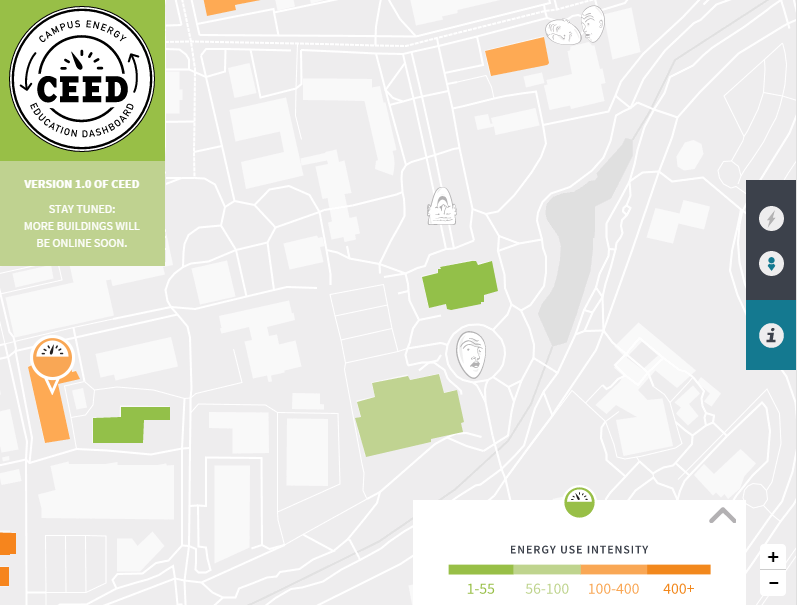 CAMPUS ENERGY
CEED
EDUCATION DASHBOARD
VERSION 1.0 OF CEED
STAY TUNED:
MORE BUILDINGS WILL
BE ONLINE SOON.
i
ENERGY USE INTENSITY
1-55 56-100 100-400 400+
+
−